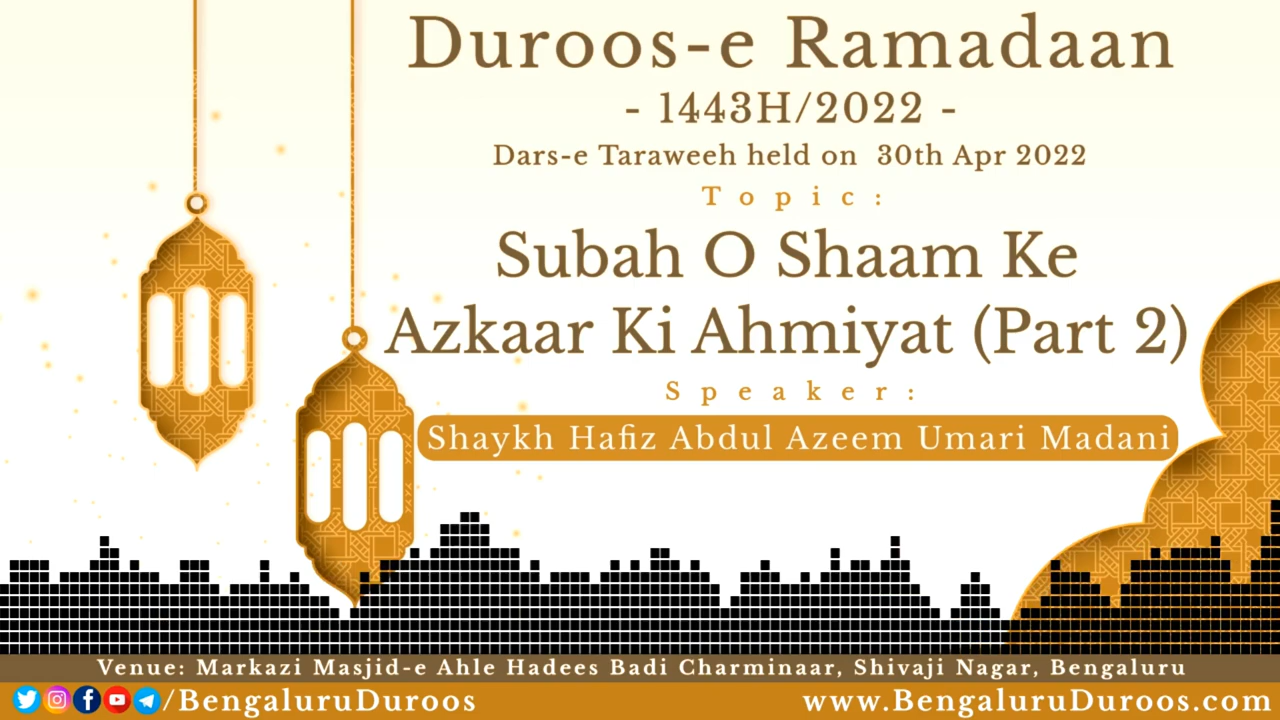 Duroos-e Ramadaan
- 1443H/2022 -
Dars-e Taraweeh held on 30th Apr 2022
Topic:
Subah O Shaam Ke
Azkaar Ki Ahmiyat (Part 2)
Speaker:
Shaykh Hafiz Abdul Azeem Umari Madani
Venue: Markazi Masjid-e Ahle Hadees Badi Charminaar, Shivaji Nagar, Bengaluru
/BengaluruDuroos
www.BengaluruDuroos.com